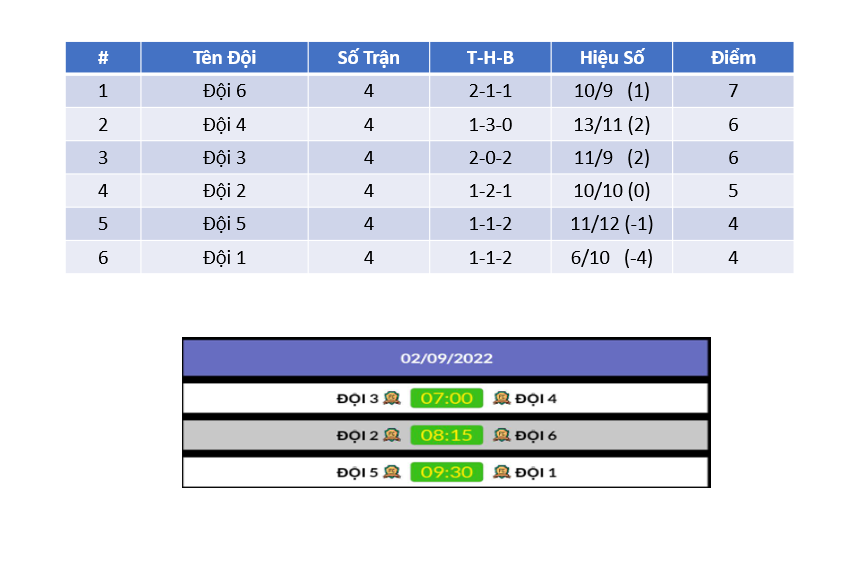 # Tên Đội Số Trận T-H-B Hiệu Số Điểm
1 Đội 6 4 2-1-1 10/9 (1) 7
2 Đội 4 4 1-3-0 13/11 (2) 6
3 Đội 3 4 2-0-2 11/9 (2) 6
4 Đội 2 4 1-2-1 10/10 (0) 5
5 Đội 5 4 1-1-2 11/12 (-1) 4
6 Đội 1 4 1-1-2 6/10 (-4) 4
02/09/2022
ĐỘI 3 07:00 ĐỘI 4
ĐỘI 2 08:15 ĐỘI 6
ĐỘI 5 09:30 ĐỘI 1